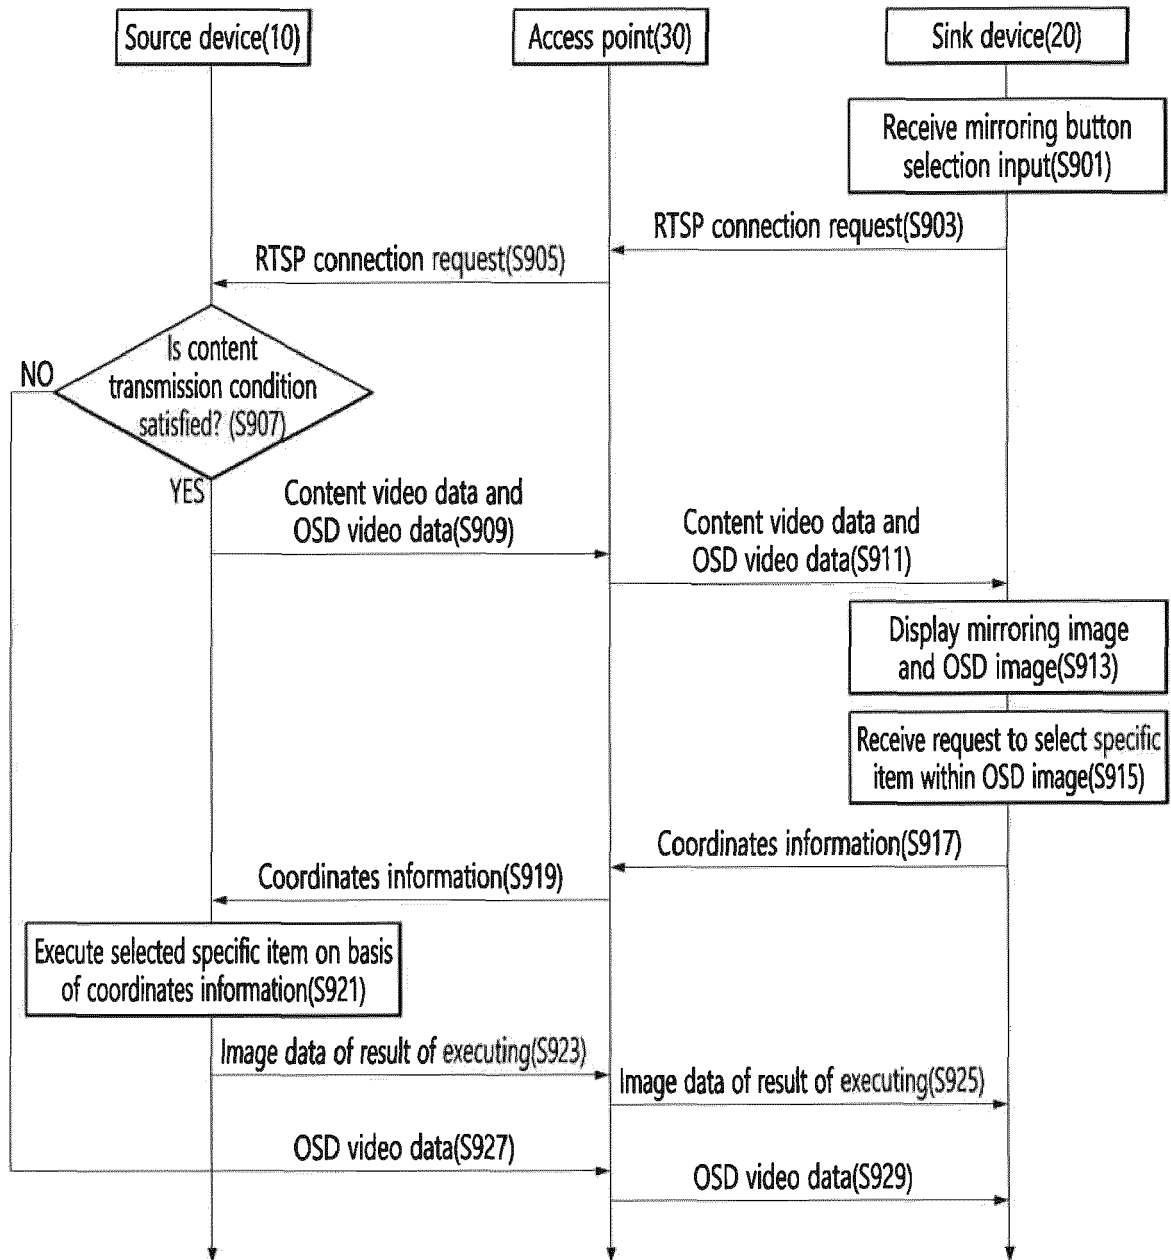 Source device(10)
Access point(30)
Sink device(20)
Receive mirroring button
selection input(S901)
RTSP connection request(S903)
RTSP connection request(S905)
Is content
transmission condition
satisfied? (S907)
NO
YES
Content video data and
OSD video data(S909)
Content video data and
OSD video data(S911)
Display mirroring image
and OSD image(S913)
Receive request to select specific
item within OSD image(S915)
Coordinates information(S917)
Coordinates information(S919)
Execute selected specific item on basis
of coordinates information(S921)
Image data of result of executing(S923)
Image data of result of executing(S925)
OSD video data(S927)
OSD video data(S929)